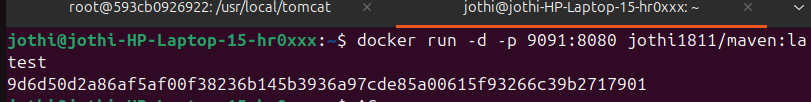 root@593cb0926922: /usr/local/tomcat
jothi@jothi-HP-Laptop-15-hr0xxx: ~
jothi@jothi-HP-Laptop-15-hr0xxx:~$ docker run -d -p 9091:8080 jothi1811/maven:la
test
9d6d50d2a86af5af00f38236b145b3936a97cde85a00615f93266c39b2717901